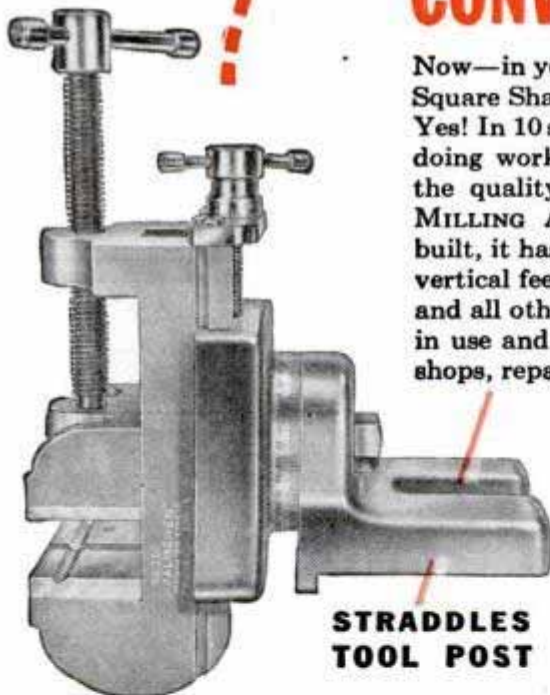 CONV
Now—in yo
Square Sha
Yes! In 10 s
doing work
the quality
MILLING A
built, it ha
vertical fee
and all oth
in use and
shops, repa
STRADDLES
TOOL POST